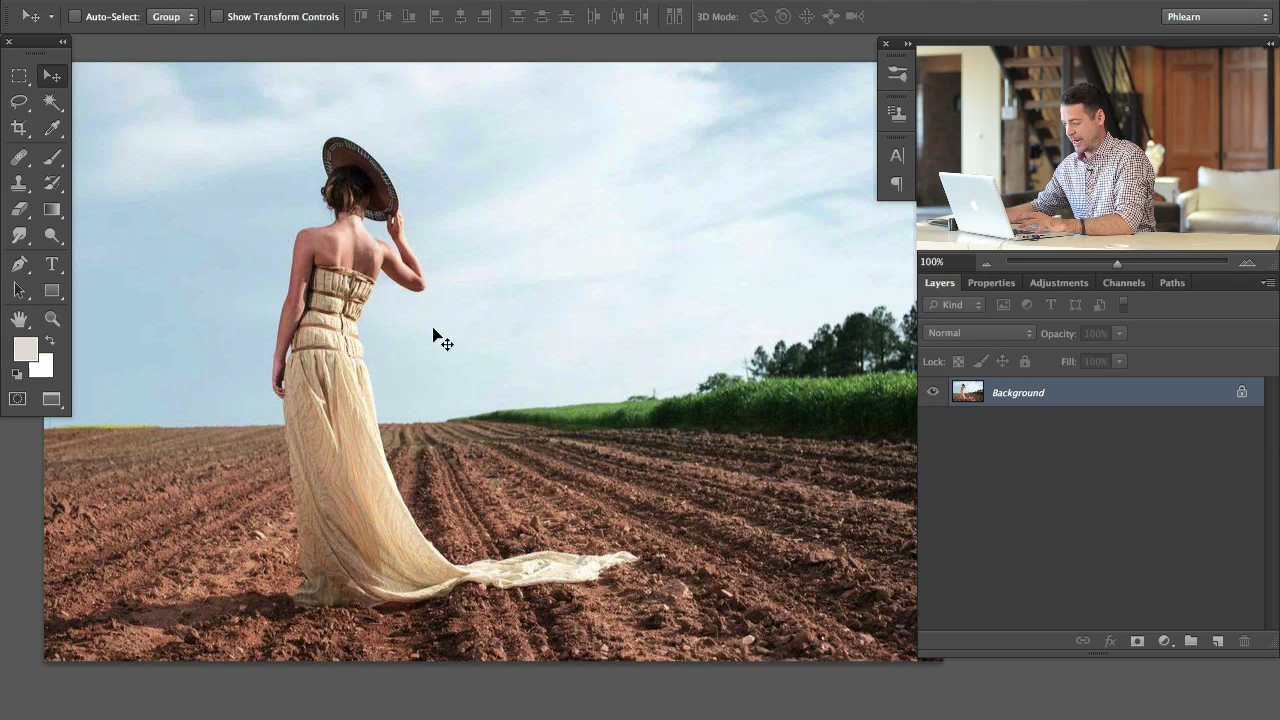 Auto-Select: Group Show Transform Controls 3D Mode: Phlearn
A
T
100%
Layers Properties Adjustments Channels Paths
Kind T
Normal Opacity: 100%
Lock: Fill: 100%
Background
fx